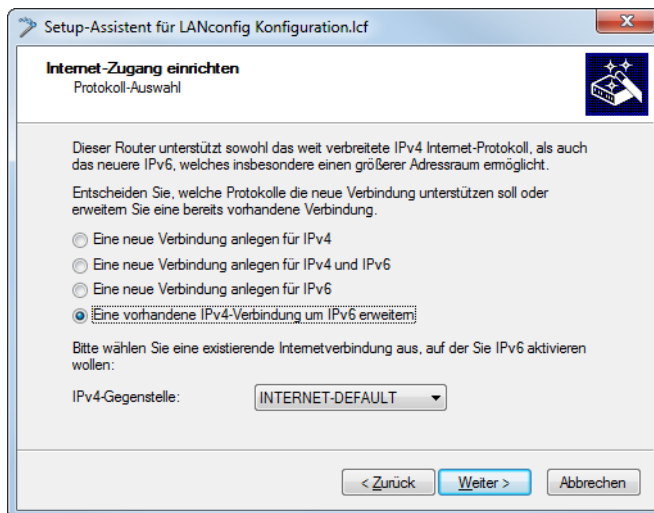 Setup-Assistent für LANconfig Konfiguration.lcf
Internet-Zugang einrichten
Protokoll-Auswahl
Dieser Router unterstützt sowohl das weit verbreitete IPv4 Internet-Protokoll, als auch
das neuere IPv6, welches insbesondere einen größerer Adressraum ermöglicht.
Entscheiden Sie, welche Protokolle die neue Verbindung unterstützen soll oder
erweitern Sie eine bereits vorhandene Verbindung.
Eine neue Verbindung anlegen für IPv4
Eine neue Verbindung anlegen für IPv4 und IPv6
Eine neue Verbindung anlegen für IPv6
Eine vorhandene IPv4-Verbindung um IPv6 erweitern
Bitte wählen Sie eine existierende Internetverbindung aus, auf der Sie IPv6 aktivieren
wollen:
IPv4-Gegenstelle: INTERNET-DEFAULT
< Zurück Weiter > Abbrechen